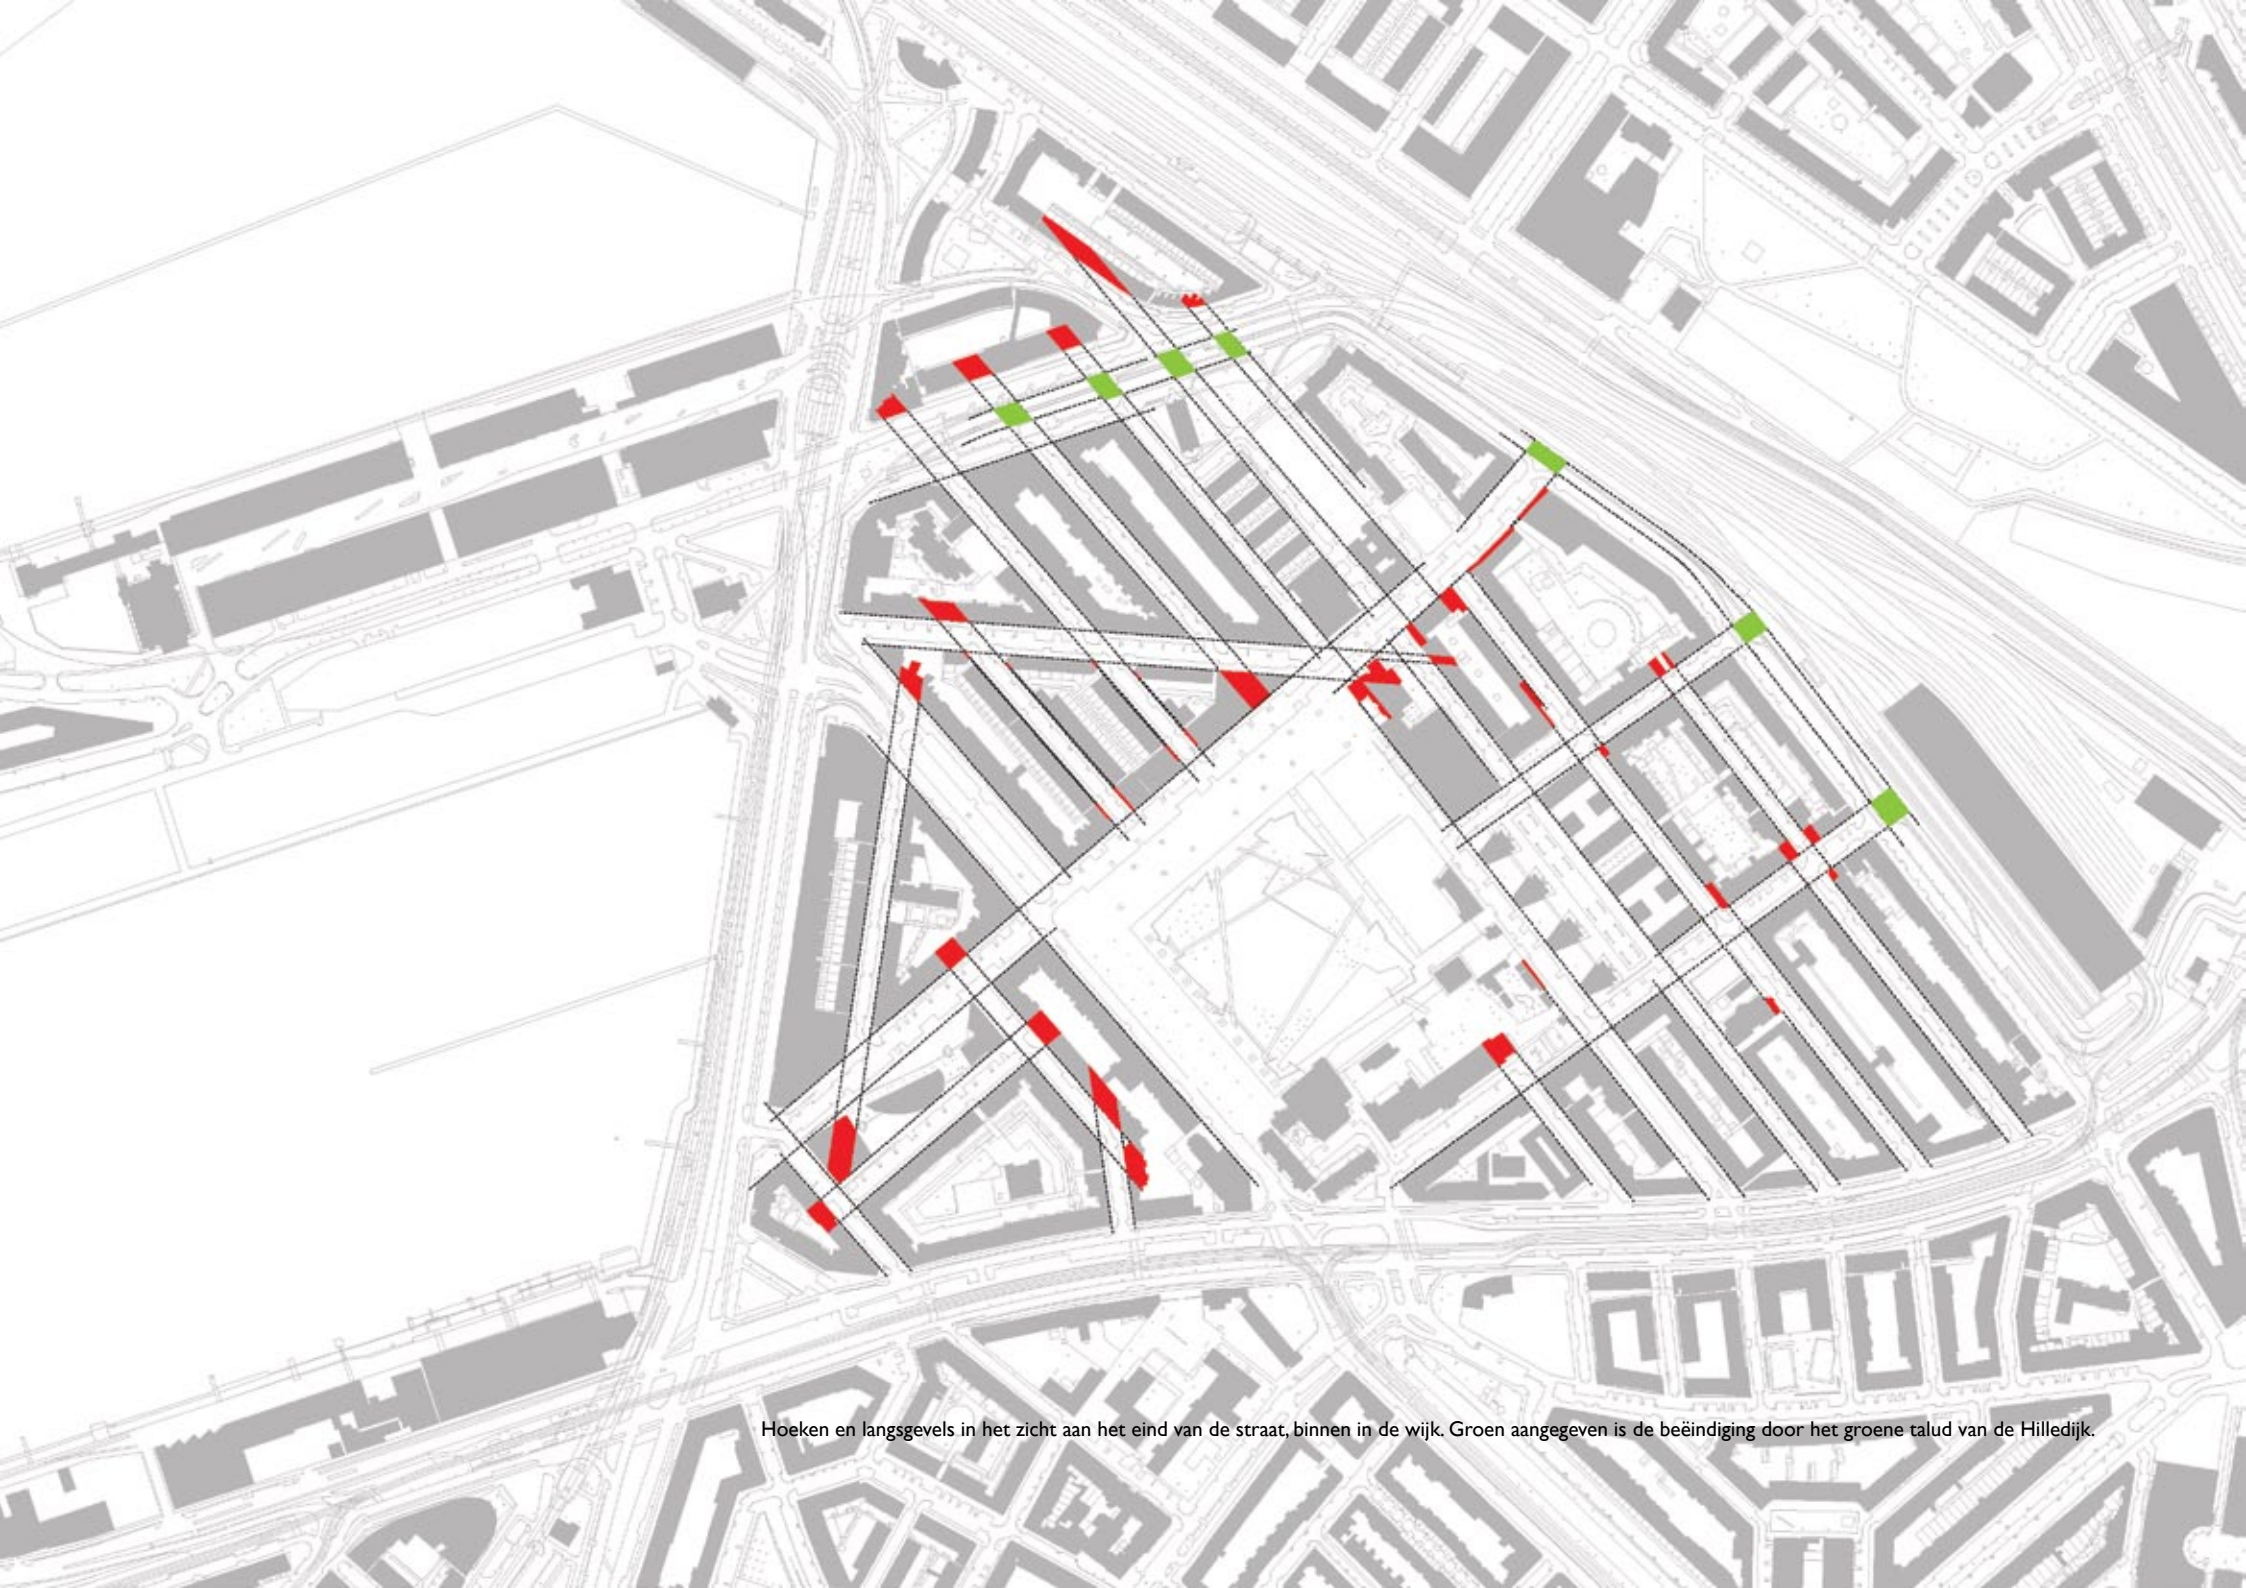 Hoeken en langsgevels in het zicht aan het eind van de straat, binnen in de wijk. Groen aangegeven is de beëindiging door het groene talud van de Hilledijk.